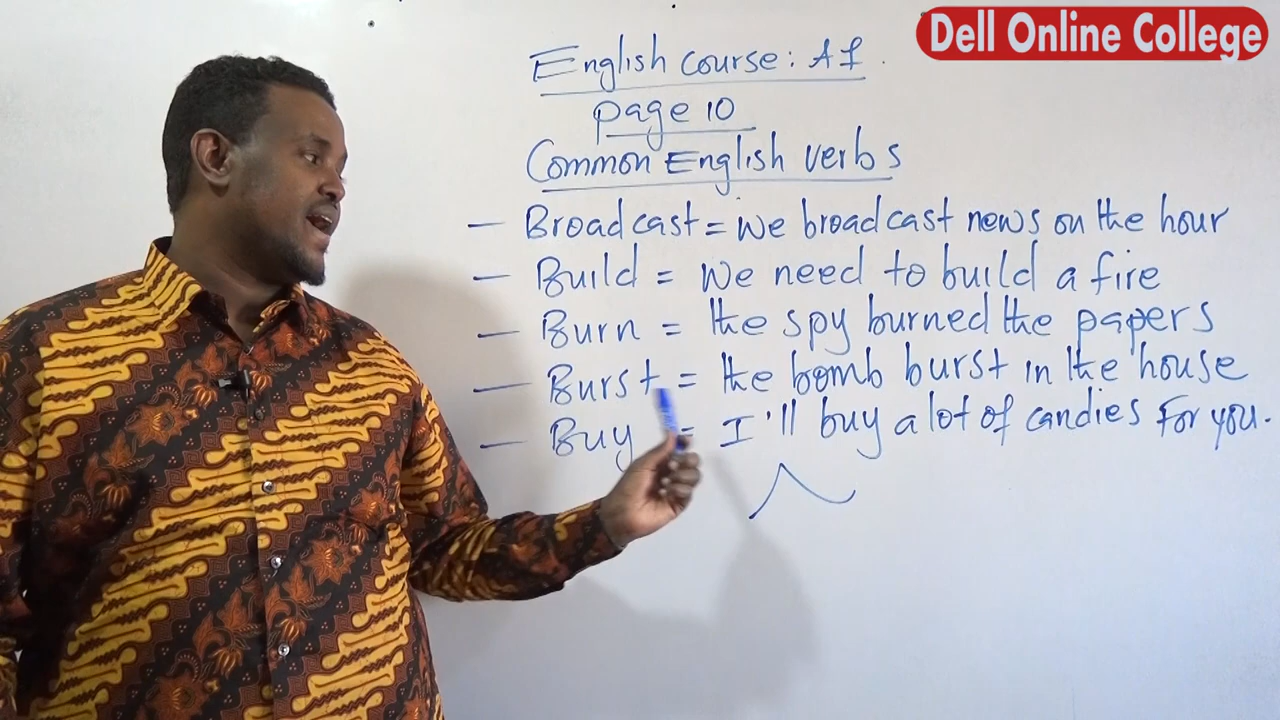 Dell Online College
English course: A1.
page 10
Common English verbs
- Broadcast = We broadcast news on the hour
- Build = We need to build a fire
- Burn = the spy burned the papers
- Burst = the bomb burst in the house
- Buy = I'll buy a lot of candies for you.